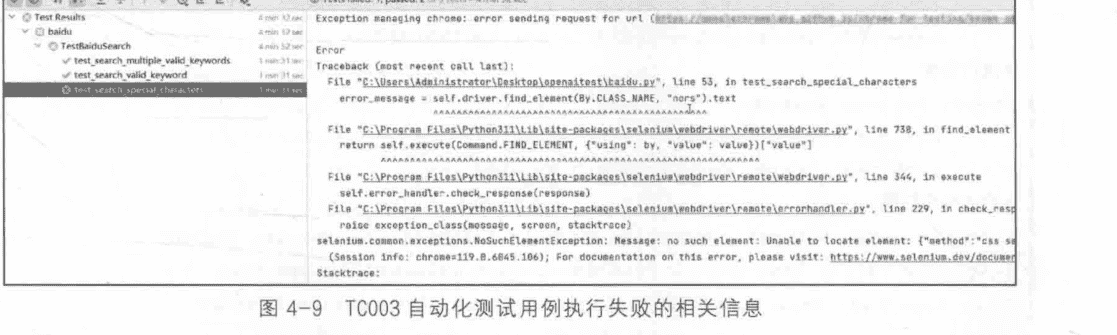 Test Results 4 min 32 sec
baidu 4 min 32 sec
TestBaiduSearch 4 min 32 sec
test_search_multiple_valid_keywords 1 min 31 sec
test_search_valid_keyword 1 min 31 sec
test_search_special_characters
Exception managing chrome: error sending request for url
Error
Traceback (most recent call last):
File "C:\Users\Administrator\Desktop\openaitest\baidu.py", line 53, in test_search_special_characters
error_message = self.driver.find_element(By.CLASS_NAME, "nors").text
^^^^^^^^^^^^^^^^^^^^^^^^^^^^^^^^^^^^^^^^^^^^
File "C:\Program Files\Python311\Lib\site-packages\selenium\webdriver\remote\webdriver.py", line 738, in find_element
return self.execute(Command.FIND_ELEMENT, {"using": by, "value": value})["value"]
^^^^^^^^^^^^^^^^^^^^^^^^^^^^^^^^^^^^^^^^^^^^^^^^^^^^^^^^^^^^^^
File "C:\Program Files\Python311\Lib\site-packages\selenium\webdriver\remote\webdriver.py", line 344, in execute
self.error_handler.check_response(response)
File "C:\Program Files\Python311\Lib\site-packages\selenium\webdriver\remote\errorhandler.py", line 229, in check_resp
raise exception_class(message, screen, stacktrace)
selenium.common.exceptions.NoSuchElementException: Message: no such element: Unable to locate element: {"method":"css se
(Session info: chrome=119.0.6045.106); For documentation on this error, please visit: https://www.selenium.dev/documen
Stacktrace:
图 4-9 TC003 自动化测试用例执行失败的相关信息